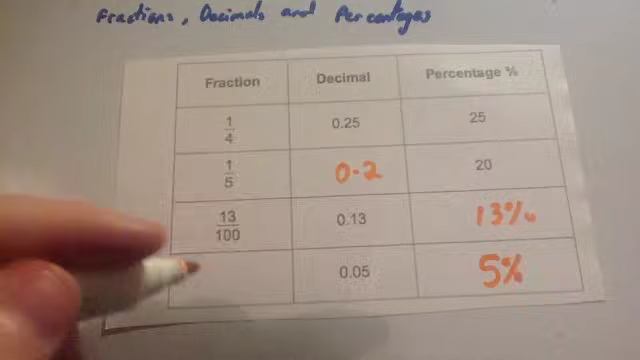 Fractions, Decimals and Percentages
Fraction Decimal Percentage %
1/4 0.25 25
1/5 0.2 20
13/100 0.13 13%
0.05 5%